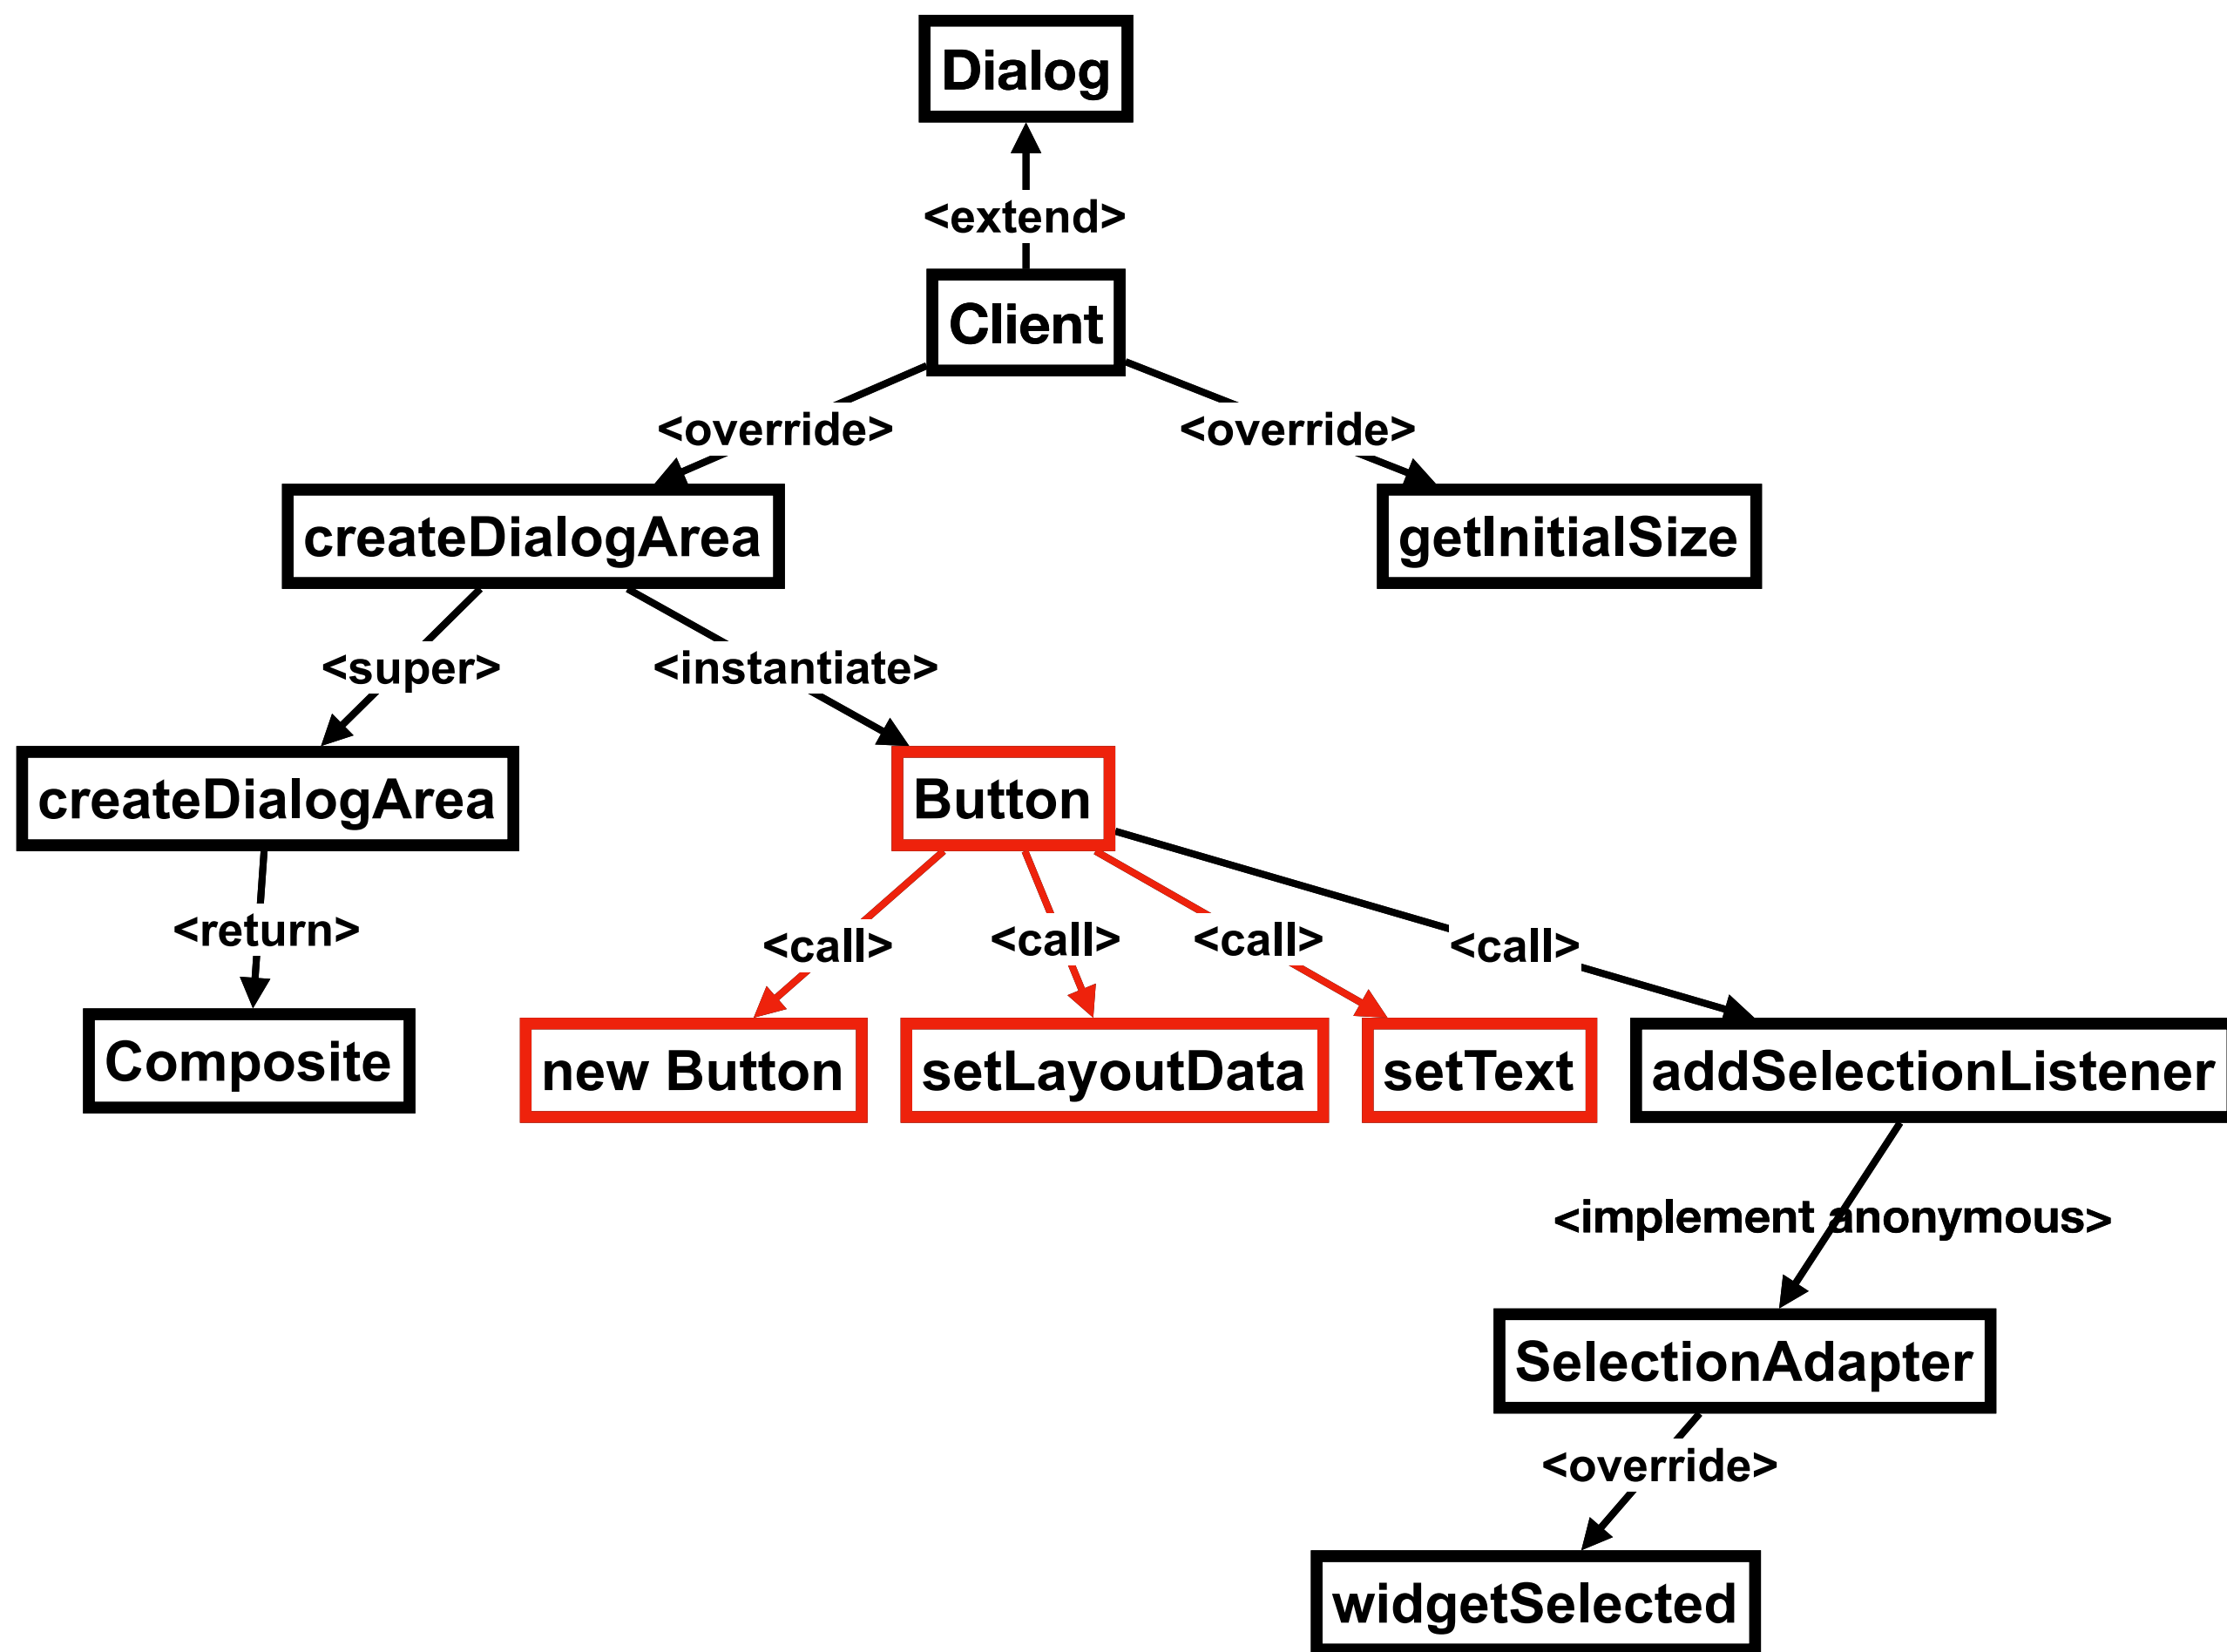 Dialog
<extend>
Client
<override>
<override>
createDialogArea
getInitialSize
<super>
<instantiate>
createDialogArea
Button
<return>
<call>
<call>
<call>
<call>
Composite
new Button
setLayoutData
setText
addSelectionListener
<implement anonymous>
SelectionAdapter
<override>
widgetSelected